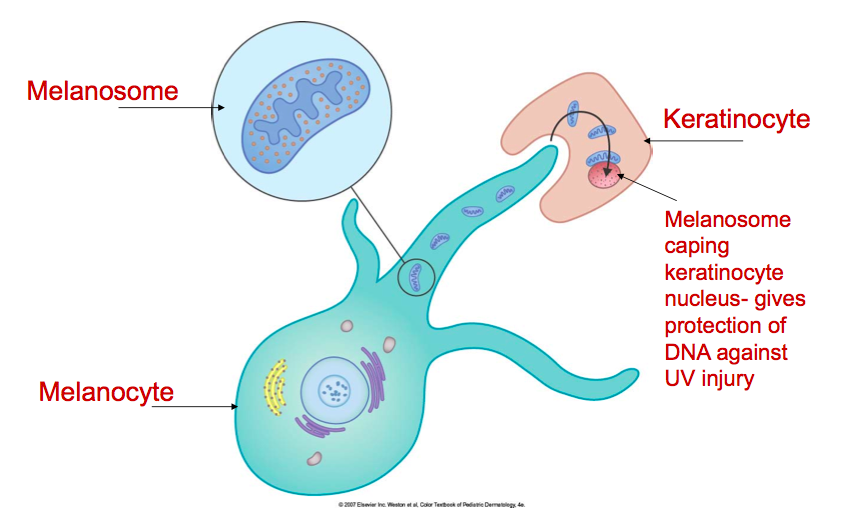 Melanosome
Keratinocyte
Melanosome
caping
keratinocyte
nucleus- gives
protection of
DNA against
UV injury
Melanocyte
© 2007 Elsevier Inc. Weston et al. Color Textbook of Pediatric Dermatology, 4e.